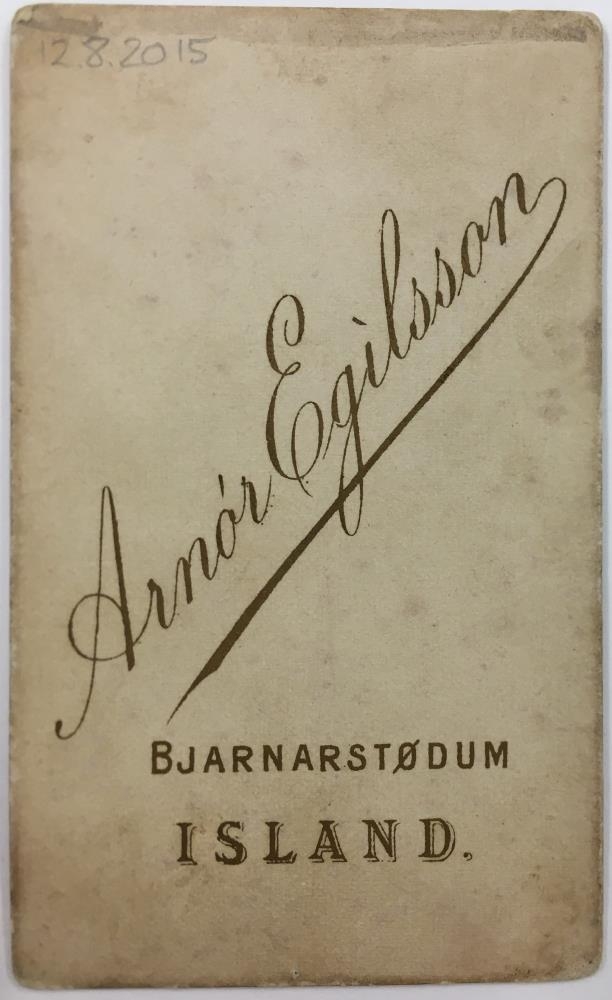 12.8.2015
Arnór Egilsson
BJARNARSTØDUM
ISLAND.